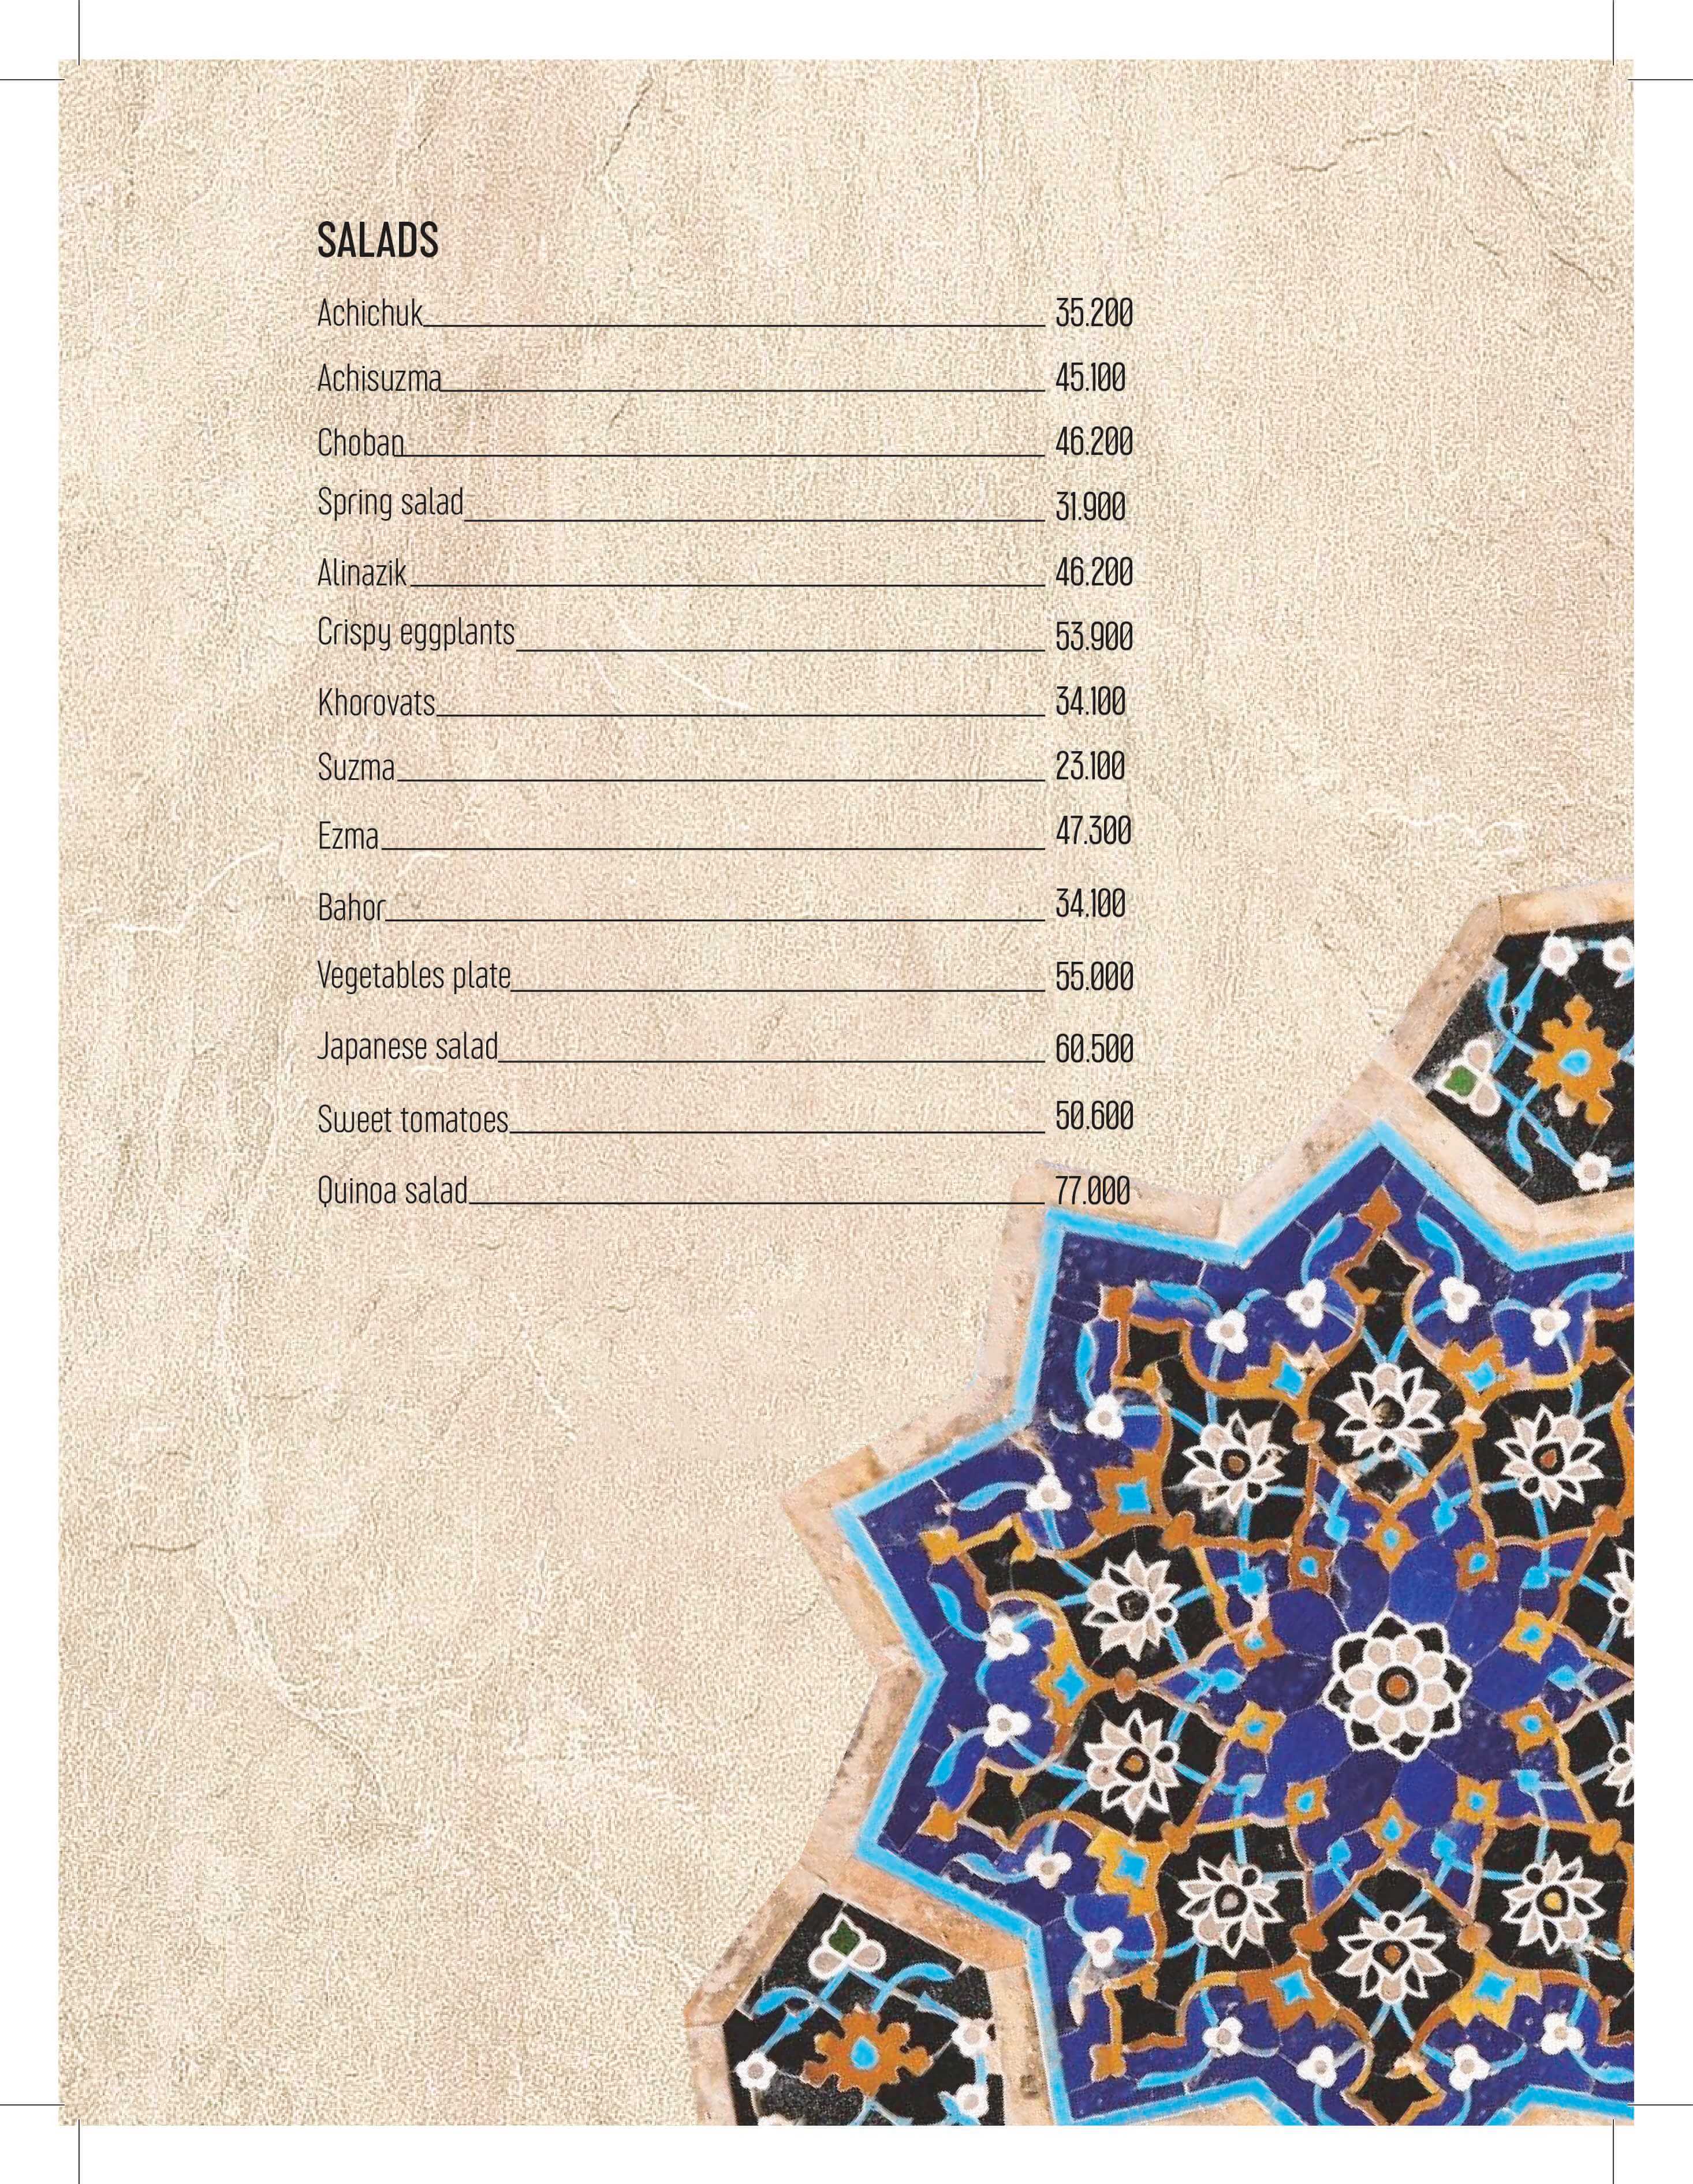 SALADS
Achichuk 35.200
Achisuzma 45.100
Choban 46.200
Spring salad 31.900
Alinazik 46.200
Crispy eggplants 53.900
Khorovats 34.100
Suzma 23.100
Ezma 47.300
Bahor 34.100
Vegetables plate 55.000
Japanese salad 60.500
Sweet tomatoes 50.600
Quinoa salad 77.000